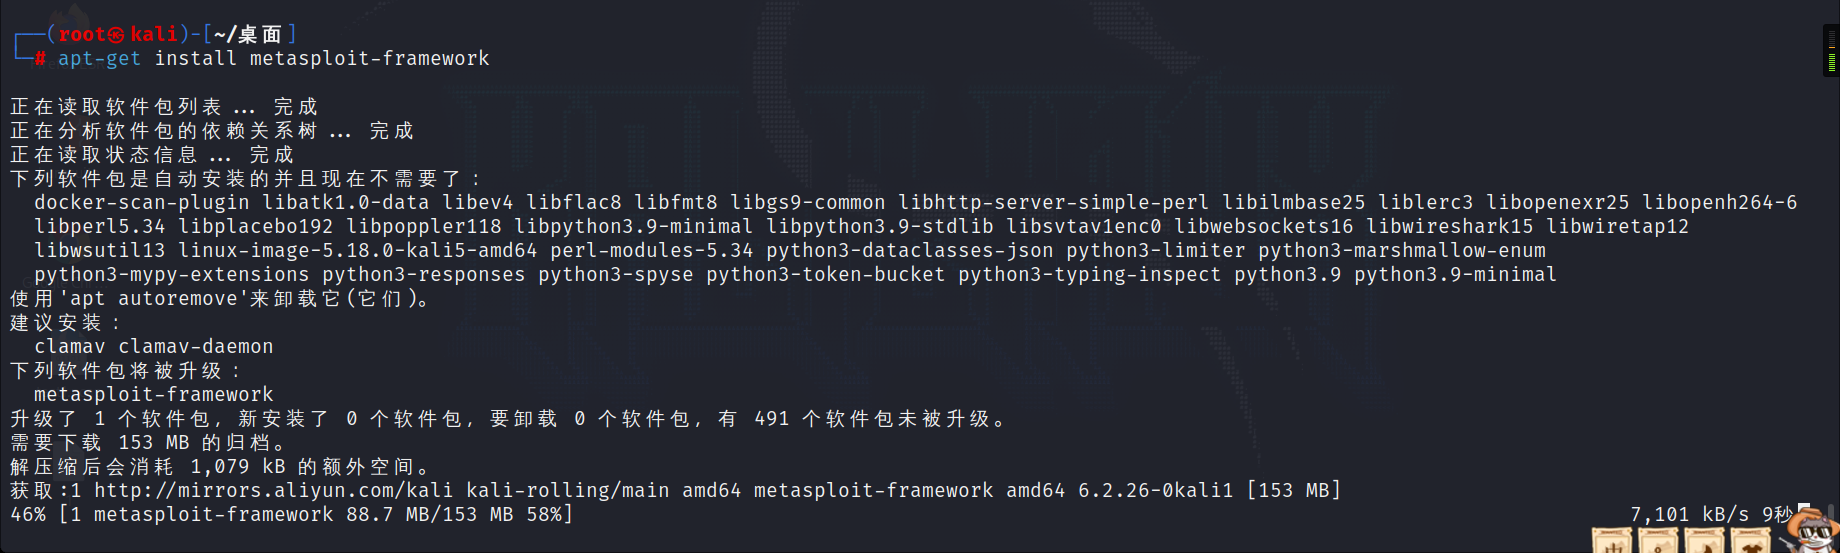 (root㉿kali)-[~/桌面]
# apt-get install metasploit-framework
正在读取软件包列表... 完成
正在分析软件包的依赖关系树... 完成
正在读取状态信息... 完成
下列软件包是自动安装的并且现在不需要了：
docker-scan-plugin libatk1.0-data libev4 libflac8 libfmt8 libgs9-common libhttp-server-simple-perl libilmbase25 liblerc3 libopenexr25 libopenh264-6
libperl5.34 libplacebo192 libpoppler118 libpython3.9-minimal libpython3.9-stdlib libsvtav1enc0 libwebsockets16 libwireshark15 libwiretap12
libwsutil13 linux-image-5.18.0-kali5-amd64 perl-modules-5.34 python3-dataclasses-json python3-limiter python3-marshmallow-enum
python3-mypy-extensions python3-responses python3-spyse python3-token-bucket python3-typing-inspect python3.9 python3.9-minimal
使用'apt autoremove'来卸载它(它们)。
建议安装：
clamav clamav-daemon
下列软件包将被升级：
metasploit-framework
升级了 1 个软件包，新安装了 0 个软件包，要卸载 0 个软件包，有 491 个软件包未被升级。
需要下载 153 MB 的归档。
解压缩后会消耗 1,079 kB 的额外空间。
获取:1 http://mirrors.aliyun.com/kali kali-rolling/main amd64 metasploit-framework amd64 6.2.26-0kali1 [153 MB]
46% [1 metasploit-framework 88.7 MB/153 MB 58%] 7,101 kB/s 9秒